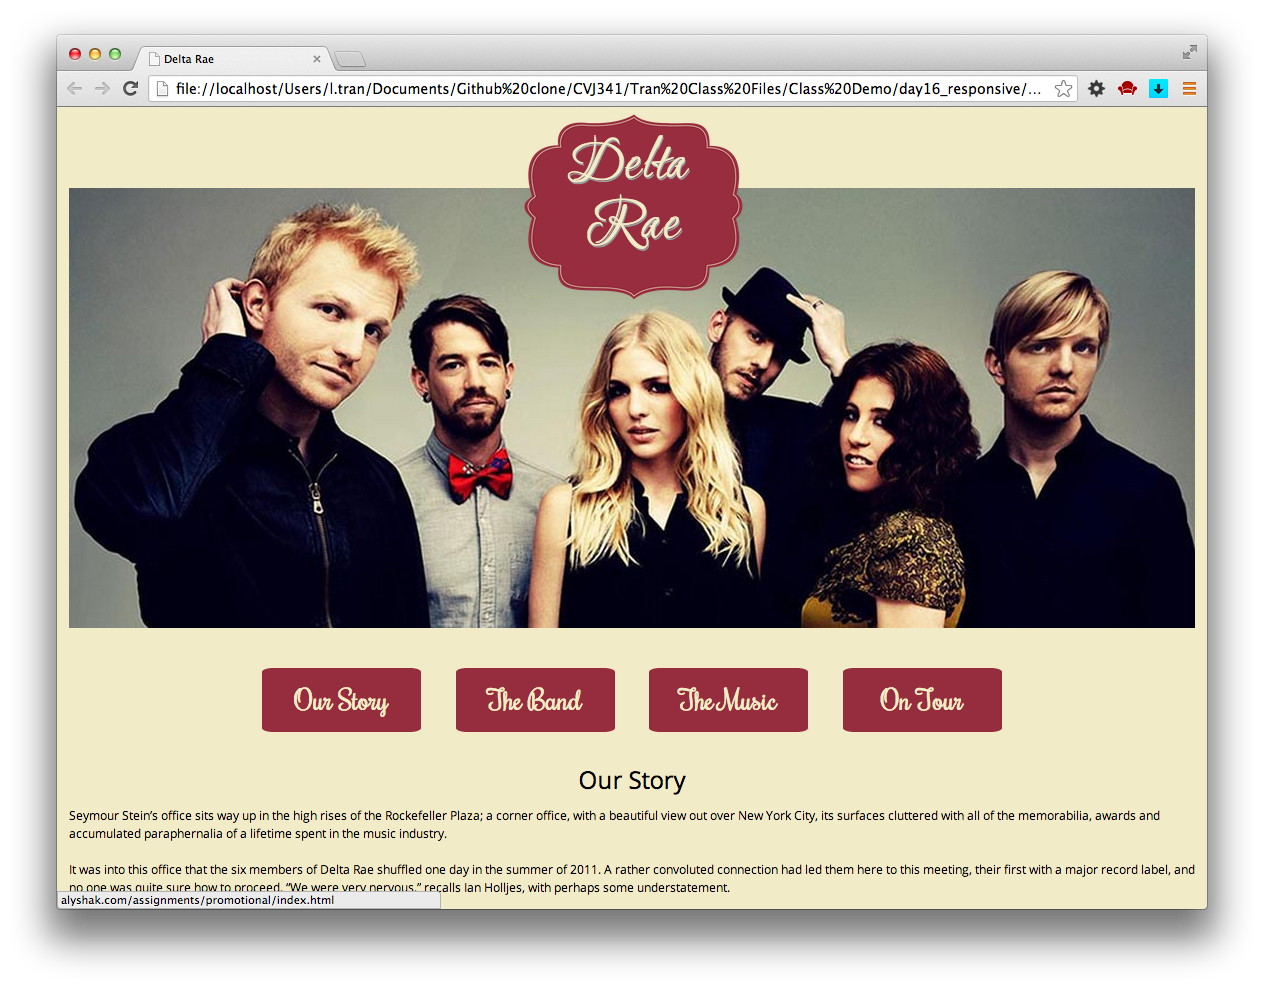 Delta Rae
file://localhost/Users/l.tran/Documents/Github%20clone/CVJ341/Tran%20Class%20Files/Class%20Demo/day16_responsive/...
Delta
Rae
Our Story
The Band
The Music
On Tour
Our Story
Seymour Stein’s office sits way up in the high rises of the Rockefeller Plaza; a corner office, with a beautiful view out over New York City, its surfaces cluttered with all of the memorabilia, awards and
accumulated paraphernalia of a lifetime spent in the music industry.
It was into this office that the six members of Delta Rae shuffled one day in the summer of 2011. A rather convoluted connection had led them here to this meeting, their first with a major record label, and
no one was quite sure how to proceed. “We were very nervous,” recalls Ian Holljes, with perhaps some understatement.
alyshak.com/assignments/promotional/index.html